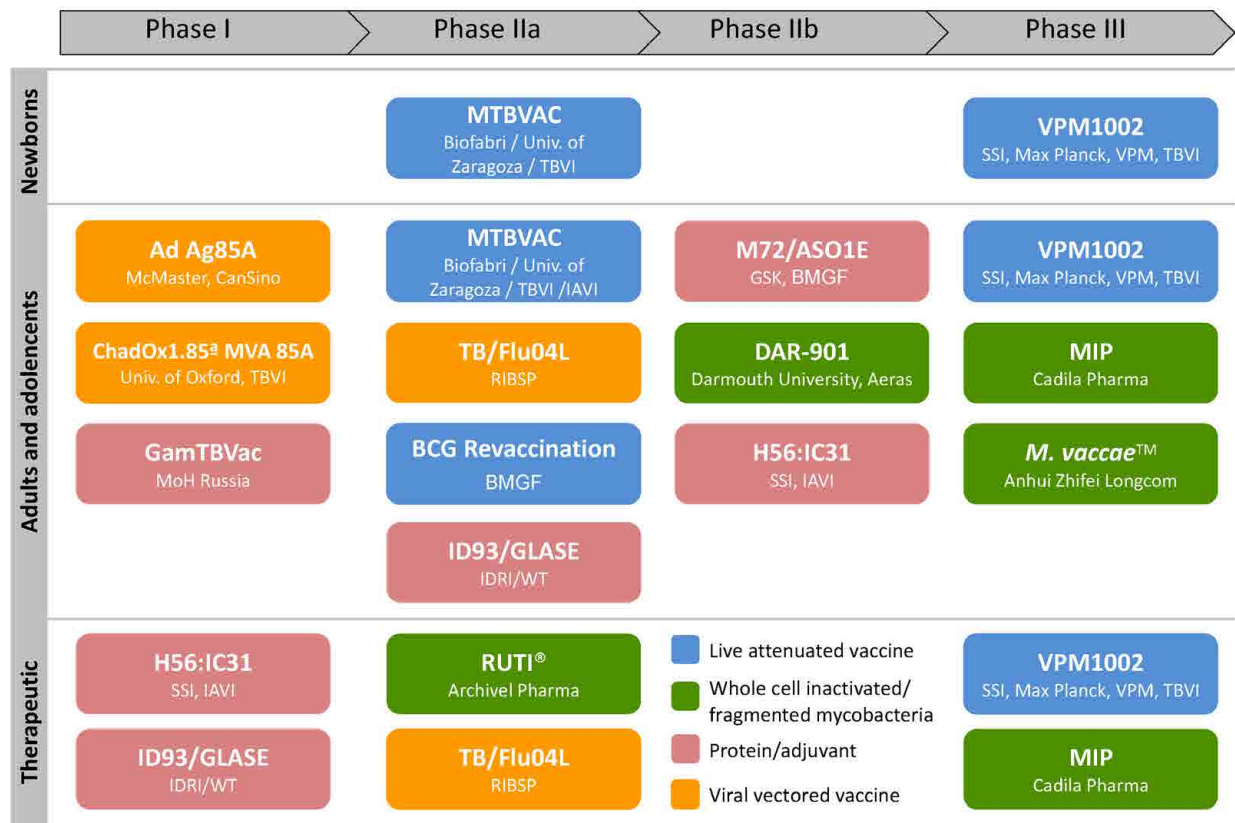 Phase I
Phase IIa
Phase IIb
Phase III
Newborns
MTBVAC
Biofabri / Univ. of
Zaragoza / TBVI
VPM1002
SSI, Max Planck, VPM, TBVI
Adults and adolencents
Ad Ag85A
McMaster, CanSino
MTBVAC
Biofabri / Univ. of
Zaragoza / TBVI /IAVI
M72/ASO1E
GSK, BMGF
VPM1002
SSI, Max Planck, VPM, TBVI
ChadOx1.85ª MVA 85A
Univ. of Oxford, TBVI
TB/Flu04L
RIBSP
DAR-901
Darmouth University, Aeras
MIP
Cadila Pharma
GamTBVac
MoH Russia
BCG Revaccination
BMGF
H56:IC31
SSI, IAVI
M. vaccae™
Anhui Zhifei Longcom
ID93/GLASE
IDRI/WT
Therapeutic
H56:IC31
SSI, IAVI
RUTI®
Archivel Pharma
Live attenuated vaccine
Whole cell inactivated/
fragmented mycobacteria
Protein/adjuvant
Viral vectored vaccine
VPM1002
SSI, Max Planck, VPM, TBVI
ID93/GLASE
IDRI/WT
TB/Flu04L
RIBSP
MIP
Cadila Pharma